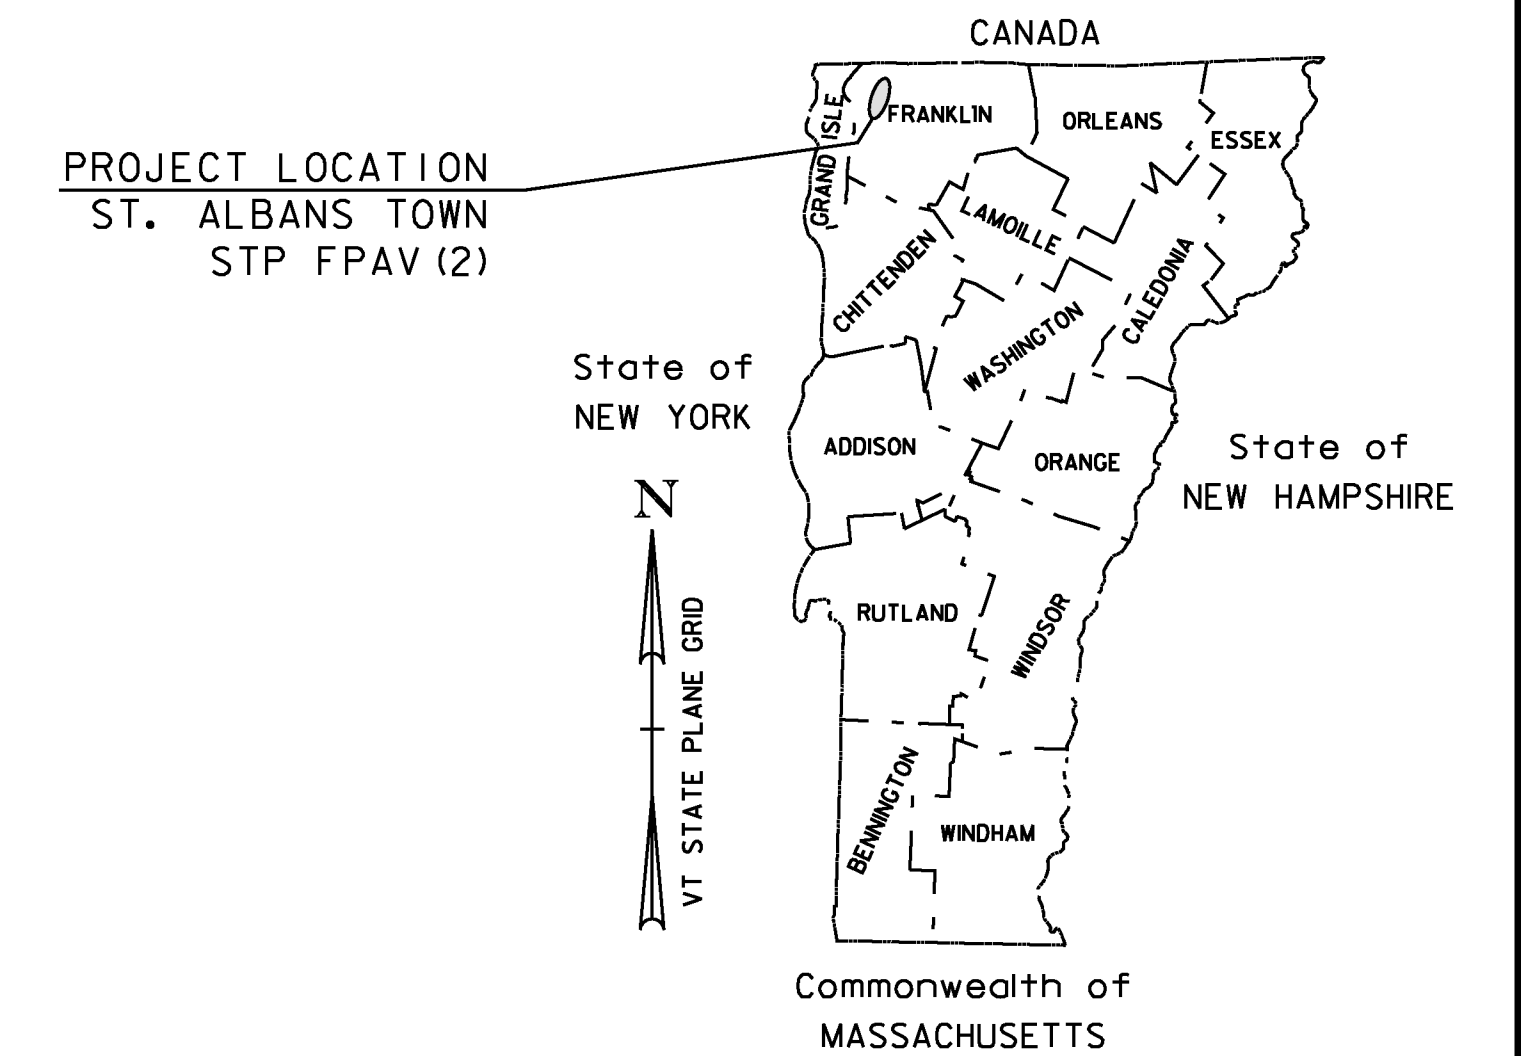 CANADA
PROJECT LOCATION
ST. ALBANS TOWN
STP FPAV (2)
GRAND ISLE
FRANKLIN
ORLEANS
ESSEX
LAMOILLE
CHITTENDEN
CALEDONIA
WASHINGTON
State of
NEW YORK
ADDISON
ORANGE
State of
NEW HAMPSHIRE
N
VT STATE PLANE GRID
RUTLAND
WINDSOR
BENNINGTON
WINDHAM
Commonwealth of
MASSACHUSETTS